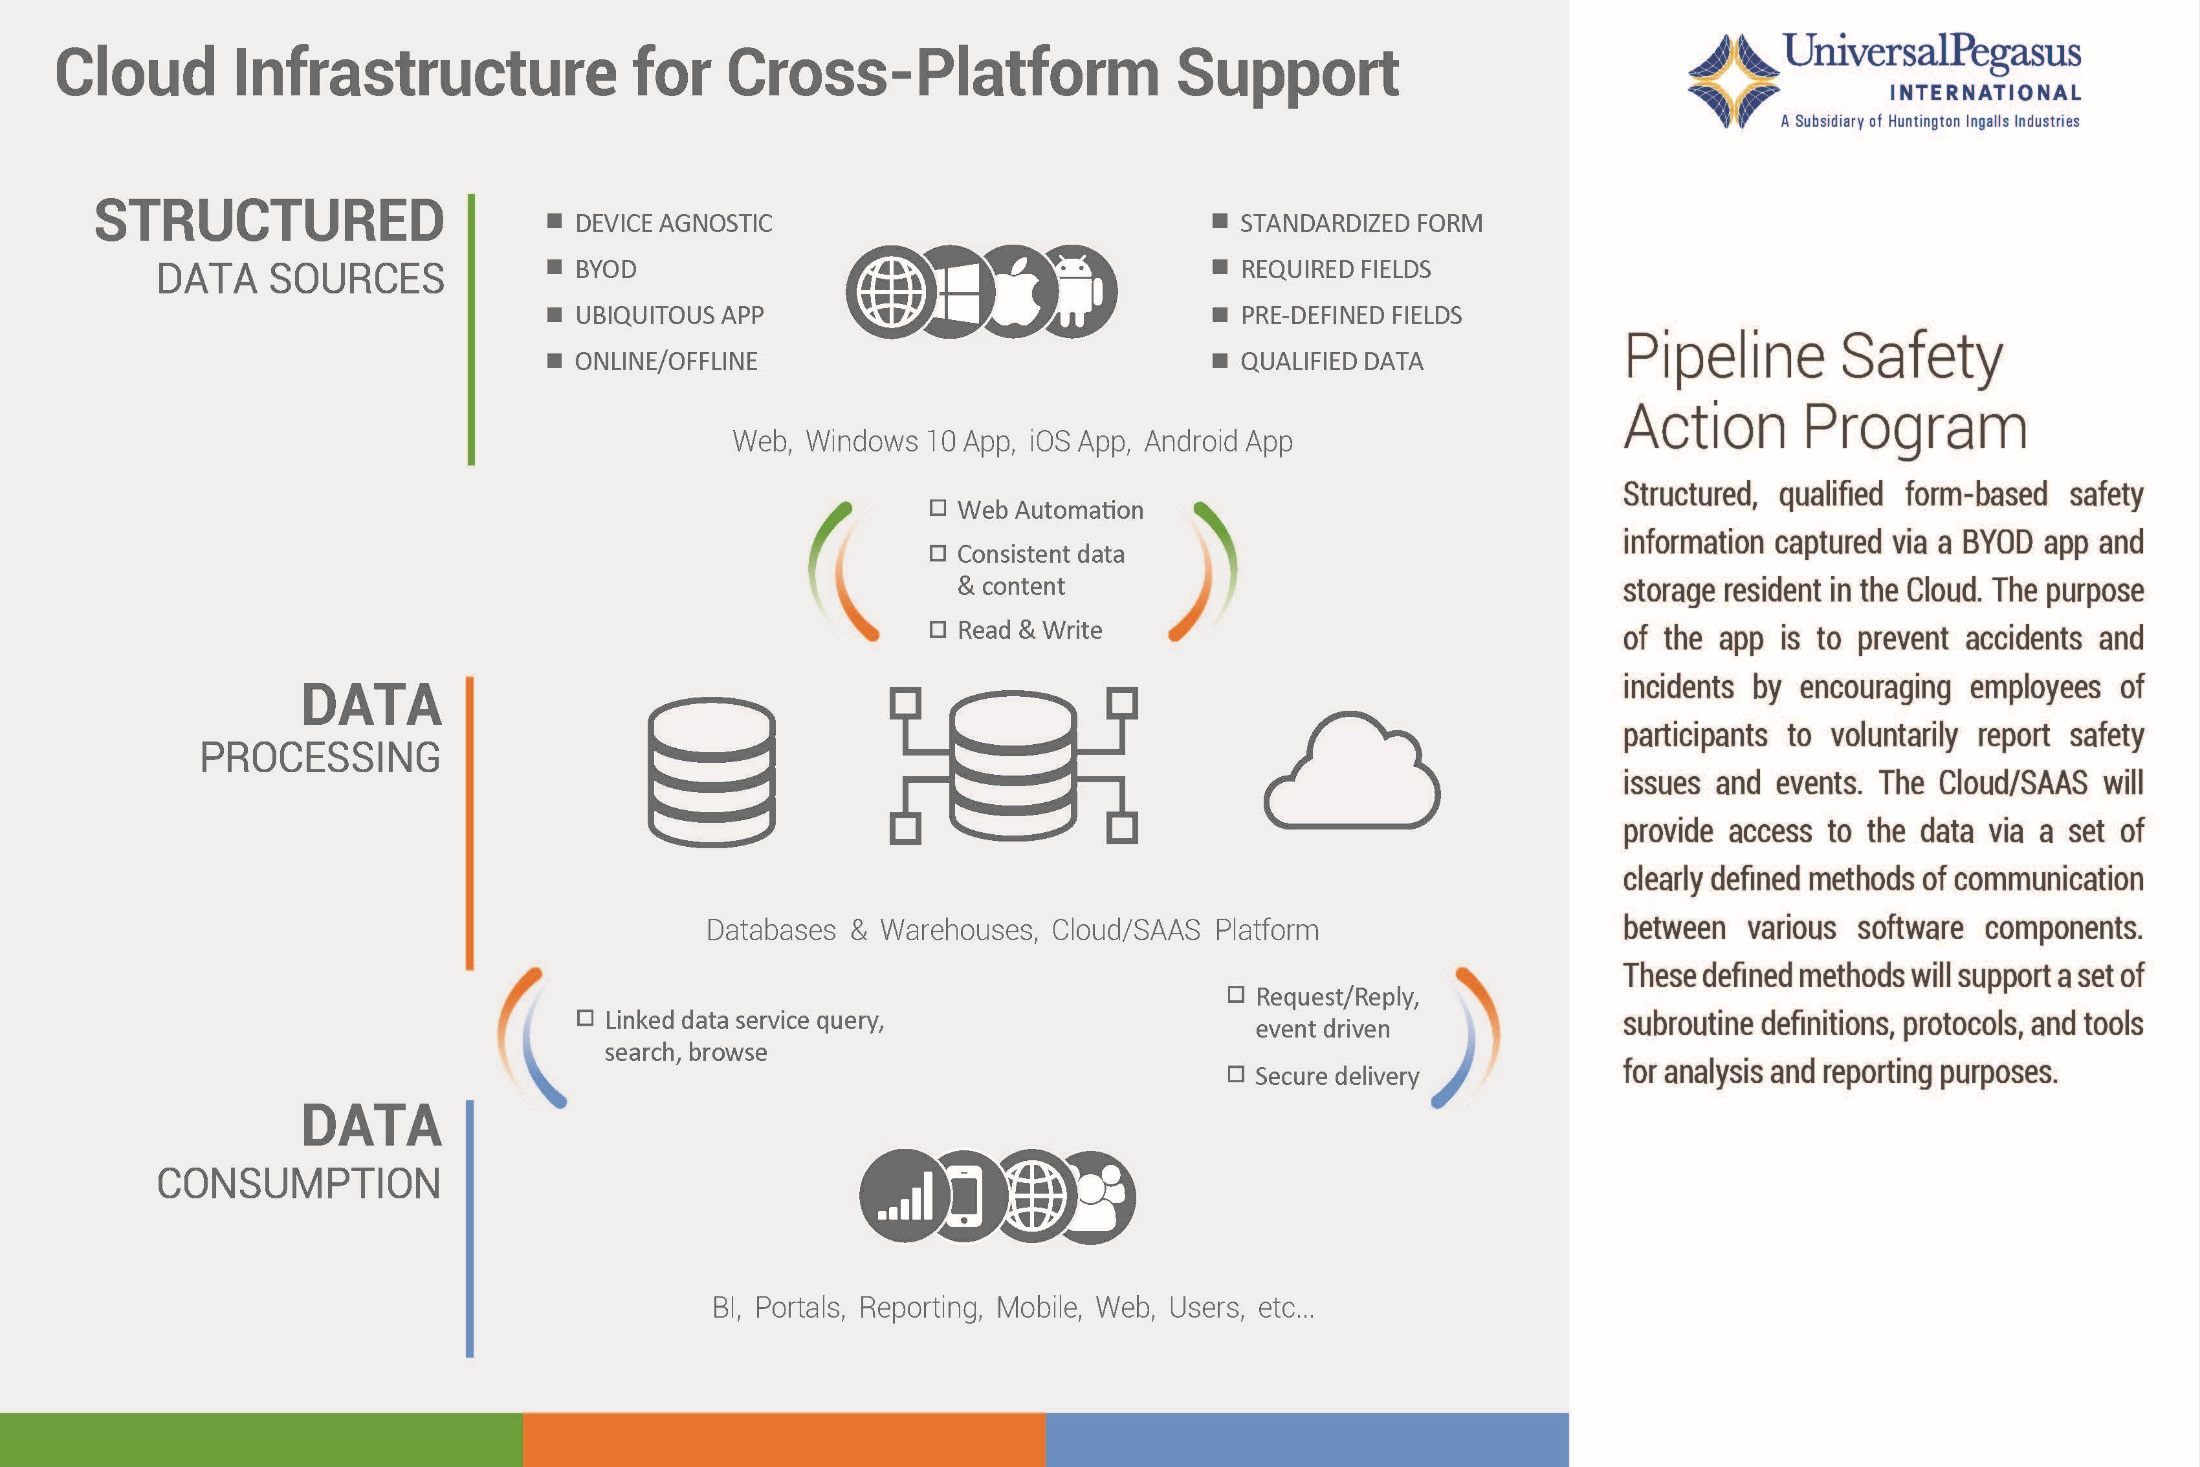 Cloud Infrastructure for Cross-Platform Support
STRUCTURED
DATA SOURCES
■ DEVICE AGNOSTIC
■ BYOD
■ UBIQUITOUS APP
■ ONLINE/OFFLINE
■ STANDARDIZED FORM
■ REQUIRED FIELDS
■ PRE-DEFINED FIELDS
■ QUALIFIED DATA
Web, Windows 10 App, iOS App, Android App
□ Web Automation
□ Consistent data
& content
□ Read & Write
DATA
PROCESSING
Databases & Warehouses, Cloud/SAAS Platform
□ Linked data service query,
search, browse
□ Request/Reply,
event driven
□ Secure delivery
DATA
CONSUMPTION
BI, Portals, Reporting, Mobile, Web, Users, etc...
UniversalPegasus
INTERNATIONAL
A Subsidiary of Huntington Ingalls Industries
Pipeline Safety
Action Program
Structured, qualified form-based safety
information captured via a BYOD app and
storage resident in the Cloud. The purpose
of the app is to prevent accidents and
incidents by encouraging employees of
participants to voluntarily report safety
issues and events. The Cloud/SAAS will
provide access to the data via a set of
clearly defined methods of communication
between various software components.
These defined methods will support a set of
subroutine definitions, protocols, and tools
for analysis and reporting purposes.